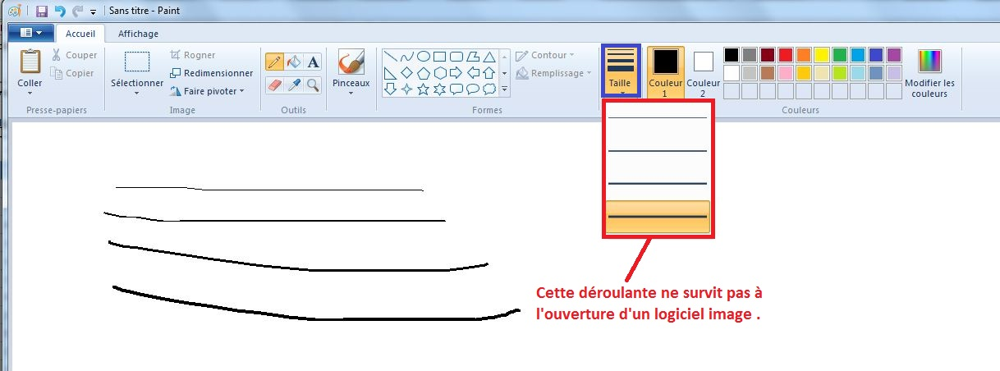 Sans titre - Paint
Accueil Affichage
Coller
Couper
Copier
Presse-papiers
Sélectionner
Rogner
Redimensionner
Faire pivoter
Image
A
Outils
Pinceaux
Contour
Remplissage
Formes
Taille
Couleur
1
Couleur
2
Modifier les
couleurs
Couleurs
Cette déroulante ne survit pas à
l'ouverture d'un logiciel image .